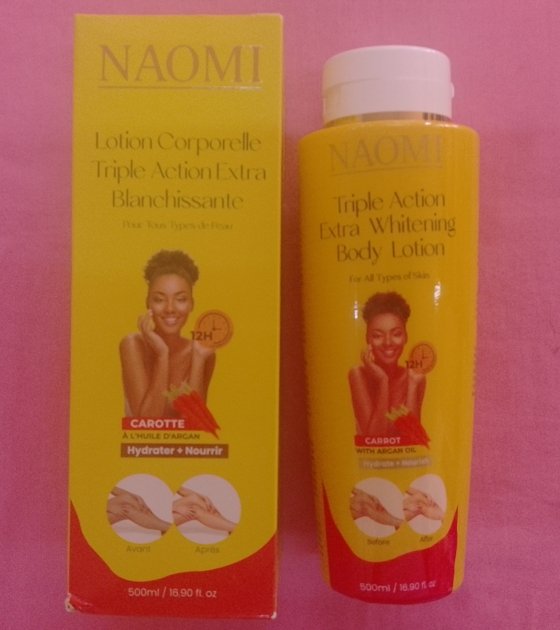 NAOMI
Lotion Corporelle
Triple Action Extra
Blanchissante
Pour Tous Types de Peau
12H
CAROTTE
À L'HUILE D'ARGAN
Hydrater + Nourrir
Avant
Après
500ml / 16.90 fl. oz
NAOMI
Triple Action
Extra Whitening
Body Lotion
For All Types of Skin
12H
CARROT
WITH ARGAN OIL
Hydrate + Nourish
Before
After
500ml / 16.90 fl. oz